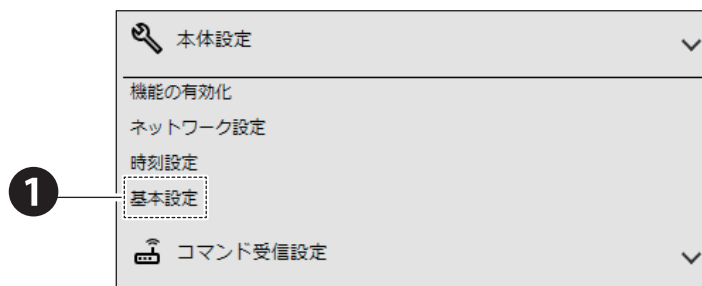 本体設定
機能の有効化
ネットワーク設定
時刻設定
1
基本設定
コマンド受信設定